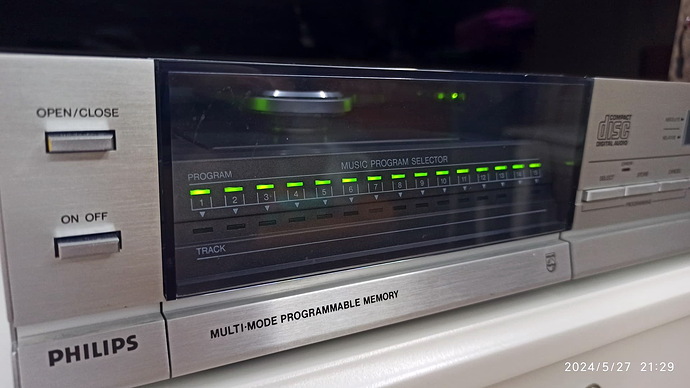 OPEN/CLOSE
ON OFF
PHILIPS
PROGRAM
MUSIC PROGRAM SELECTOR
1 2 3 4 5 6 7 8 9 10 11 12 13 14 15
TRACK
MULTI-MODE PROGRAMMABLE MEMORY
COMPACT
disc
DIGITAL AUDIO
2024/5/27 21:29